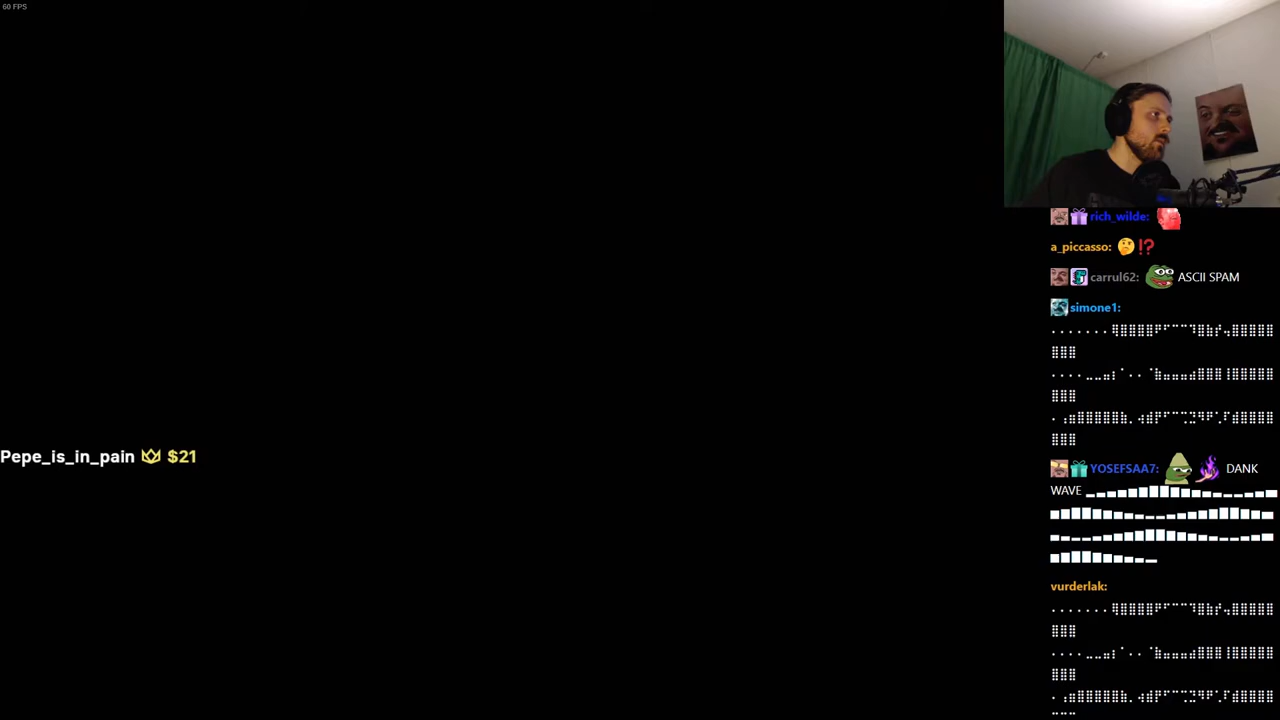 60 FPS
rich_wilde:
a_piccasso: 🤔⁉️
carrul62: ASCII SPAM
simone1:
Pepe_is_in_pain $21
YOSEFSAA7: DANK
WAVE
vurderlak: